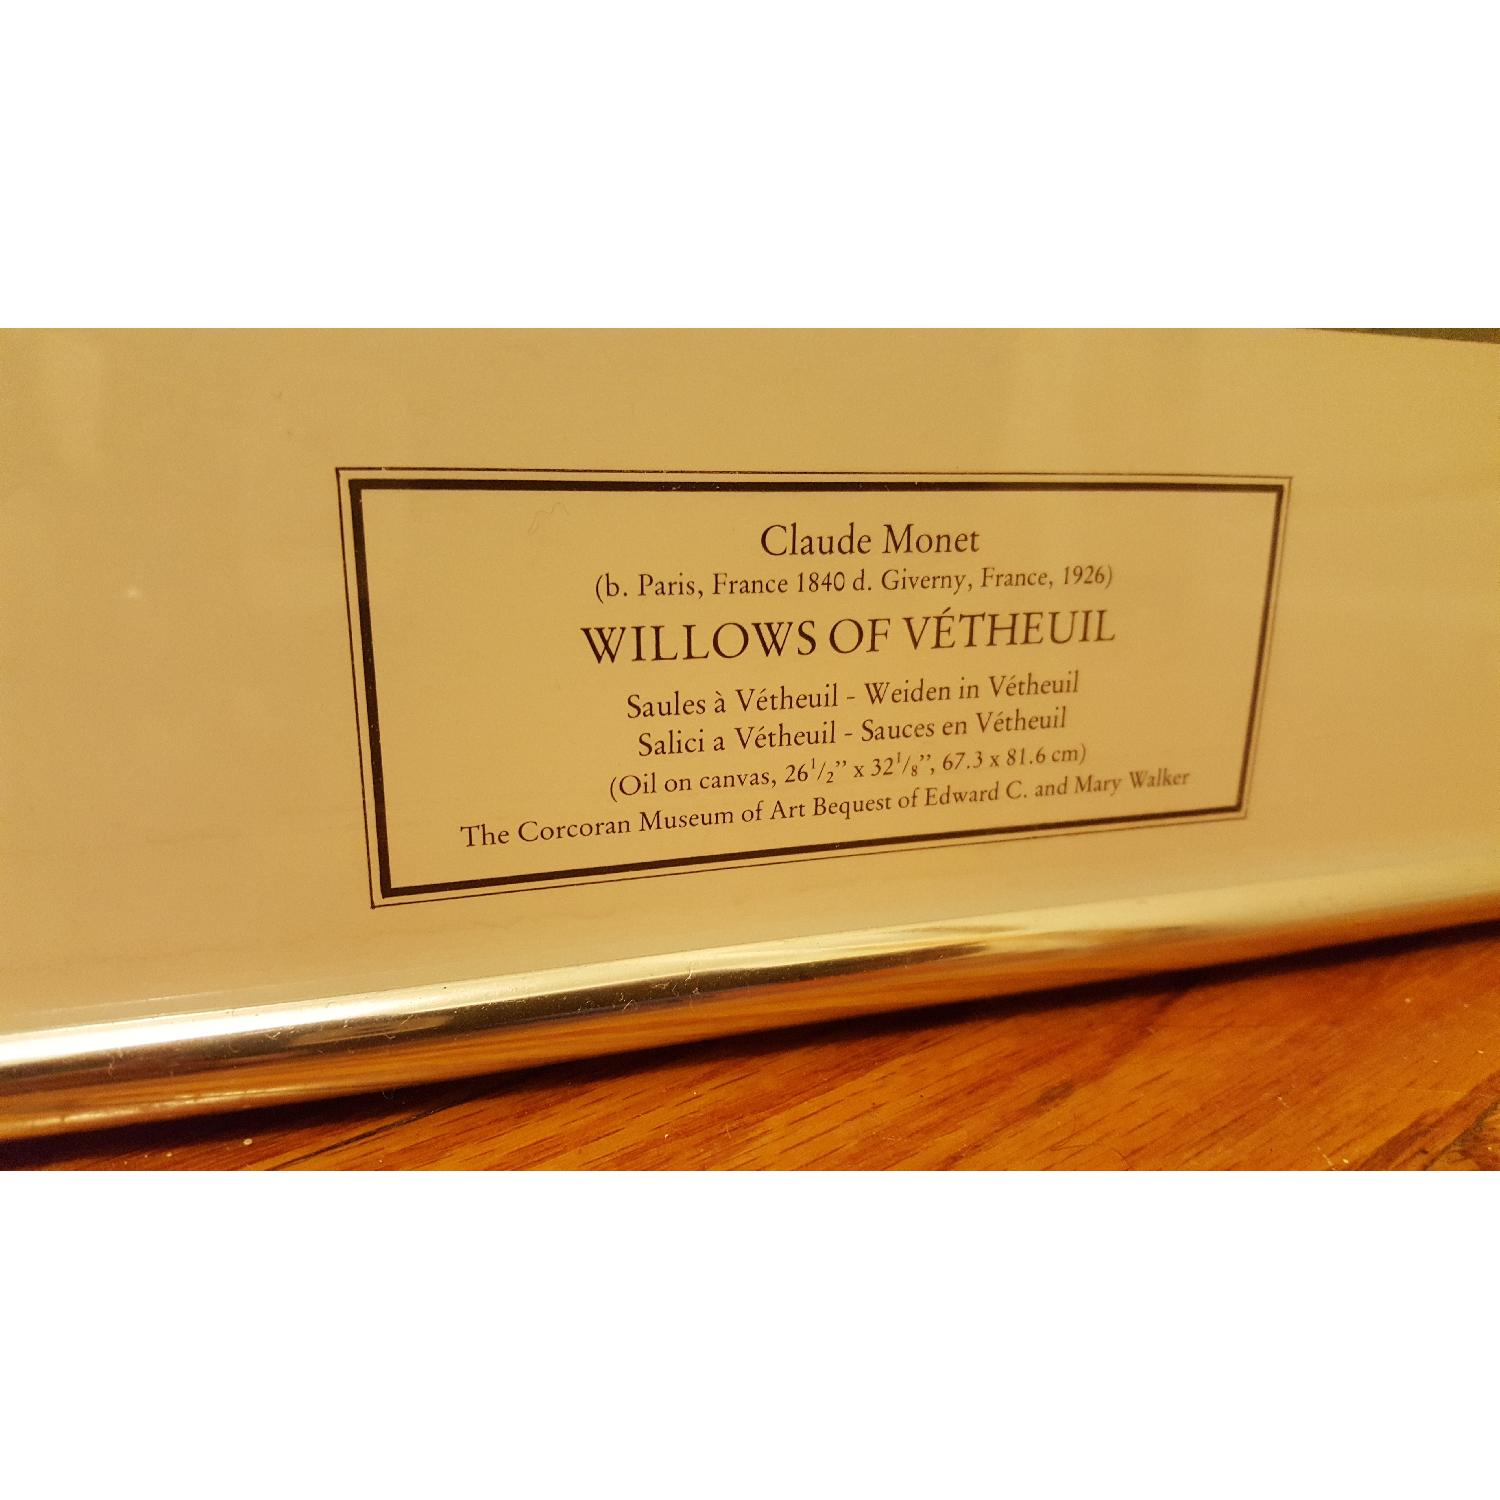 Claude Monet
(b. Paris, France 1840 d. Giverny, France, 1926)
WILLOWS OF VÉTHEUIL
Saules à Vétheuil - Weiden in Vétheuil
Salici a Vétheuil - Sauces en Vétheuil
(Oil on canvas, 26 1/2” x 32 1/8”, 67.3 x 81.6 cm)
The Corcoran Museum of Art Bequest of Edward C. and Mary Walker